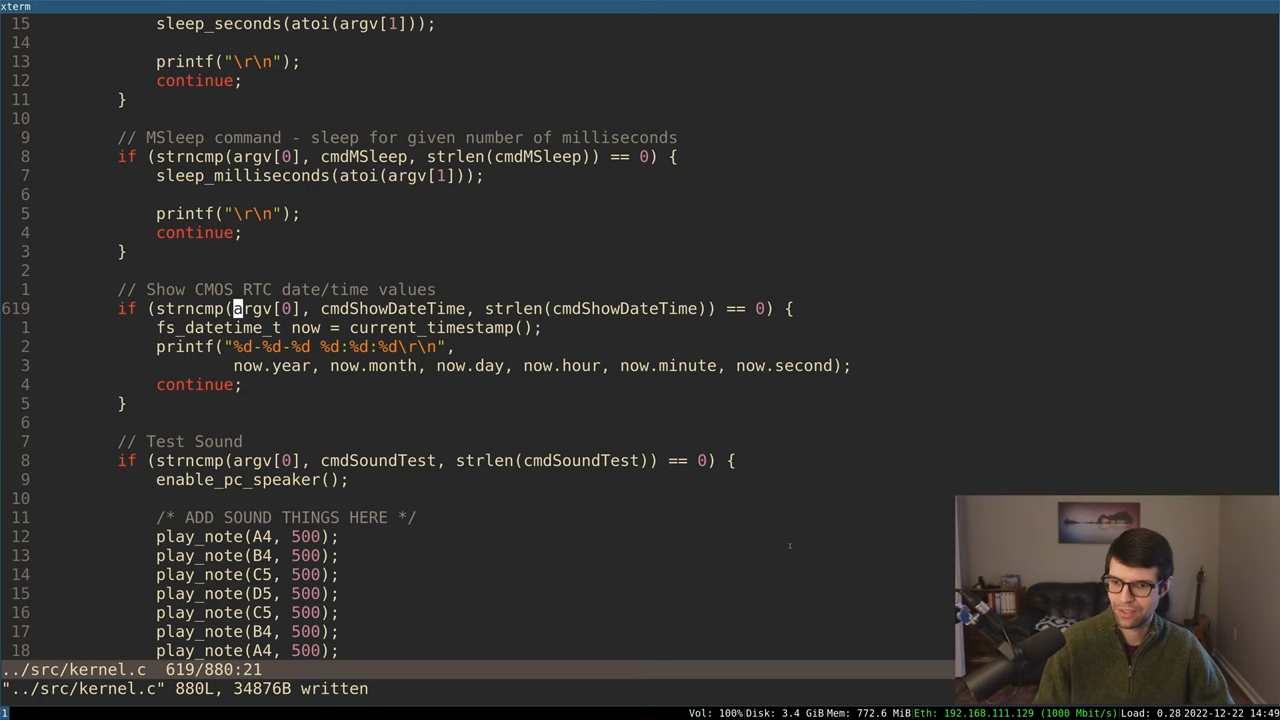 xterm
15             sleep_seconds(atoi(argv[1]));
14
13             printf("\r\n");
12             continue;
11         }
10
9         // MSleep command - sleep for given number of milliseconds
8         if (strncmp(argv[0], cmdMSleep, strlen(cmdMSleep)) == 0) {
7             sleep_milliseconds(atoi(argv[1]));
6
5             printf("\r\n");
4             continue;
3         }
2
1         // Show CMOS RTC date/time values
619         if (strncmp(argv[0], cmdShowDateTime, strlen(cmdShowDateTime)) == 0) {
1             fs_datetime_t now = current_timestamp();
2             printf("%d-%d-%d %d:%d:%d\r\n",
3                     now.year, now.month, now.day, now.hour, now.minute, now.second);
4             continue;
5         }
6
7         // Test Sound
8         if (strncmp(argv[0], cmdSoundTest, strlen(cmdSoundTest)) == 0) {
9             enable_pc_speaker();
10
11             /* ADD SOUND THINGS HERE */
12             play_note(A4, 500);
13             play_note(B4, 500);
14             play_note(C5, 500);
15             play_note(D5, 500);
16             play_note(C5, 500);
17             play_note(B4, 500);
18             play_note(A4, 500);
../src/kernel.c  619/880:21
"../src/kernel.c" 880L, 34876B written
1 Vol: 100% Disk: 3.4 GiB Mem: 772.6 MiB Eth: 192.168.111.129 (1000 Mbit/s) Load: 0.28 2022-12-22 14:49